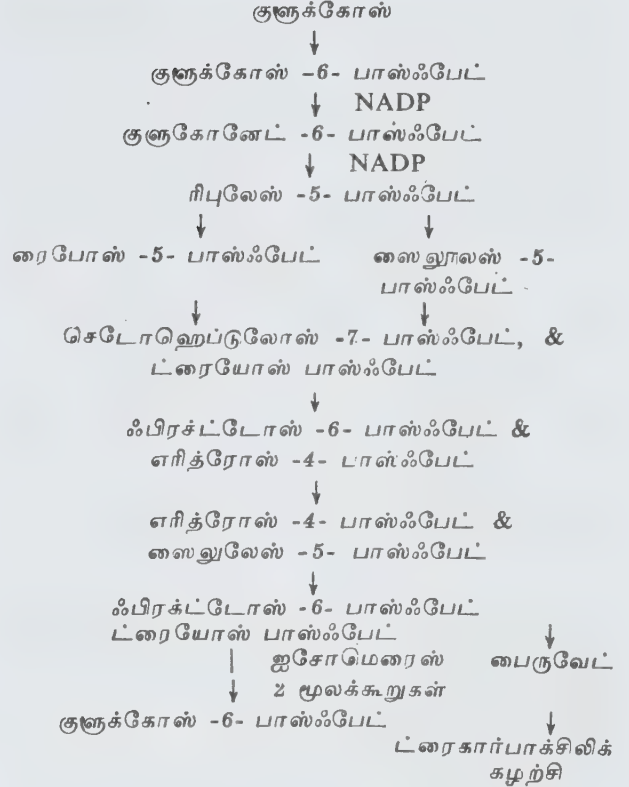 குளுக்கோஸ்
குளுக்கோஸ் -6- பாஸ்ஃபேட்
NADP
குளுகோனேட் -6- பாஸ்ஃபேட்
NADP
ரிபுலேஸ் -5- பாஸ்ஃபேட்
ரைபோஸ் -5- பாஸ்ஃபேட்
ஸைலூலஸ் -5-
பாஸ்ஃபேட்
செடோஹெப்டுலோஸ் -7- பாஸ்ஃபேட், &
ட்ரையோஸ் பாஸ்ஃபேட்
ஃபிரச்ட்டோஸ் -6- பாஸ்ஃபேட் &
எரித்ரோஸ் -4- பாஸ்ஃபேட்
எரித்ரோஸ் -4- பாஸ்ஃபேட் &
ஸைலுலேஸ் -5- பாஸ்ஃபேட்
ஃபிரக்ட்டோஸ் -6- பாஸ்ஃபேட்
ட்ரையோஸ் பாஸ்ஃபேட்
ஐசோமெரைஸ்
பைருவேட்
2 மூலக்கூறுகள்
குளுக்கோஸ் -6- பாஸ்ஃபேட்
ட்ரைகார்பாக்சிலிக்
கழற்சி